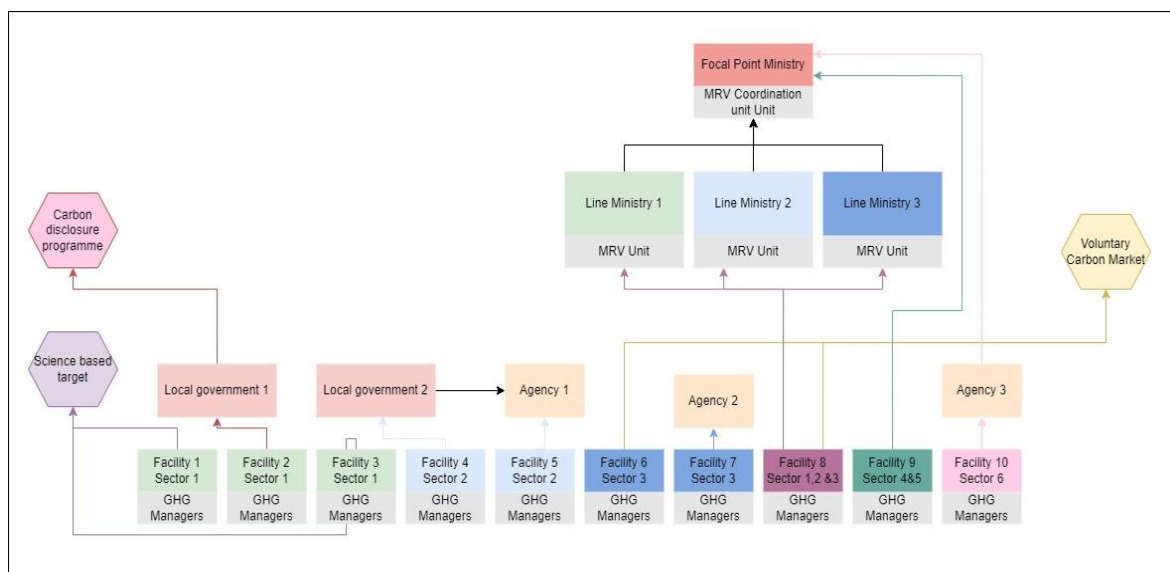 Focal Point Ministry
MRV Coordination
unit Unit
Line Ministry 1
MRV Unit
Line Ministry 2
MRV Unit
Line Ministry 3
MRV Unit
Carbon
disclosure
programme
Voluntary
Carbon Market
Science based
target
Local government 1
Local government 2
Agency 1
Agency 2
Agency 3
Facility 1
Sector 1
GHG
Managers
Facility 2
Sector 1
GHG
Managers
Facility 3
Sector 1
GHG
Managers
Facility 4
Sector 2
GHG
Managers
Facility 5
Sector 2
GHG
Managers
Facility 6
Sector 3
GHG
Managers
Facility 7
Sector 3
GHG
Managers
Facility 8
Sector 1,2 &3
GHG
Managers
Facility 9
Sector 4&5
GHG
Managers
Facility 10
Sector 6
GHG
Managers